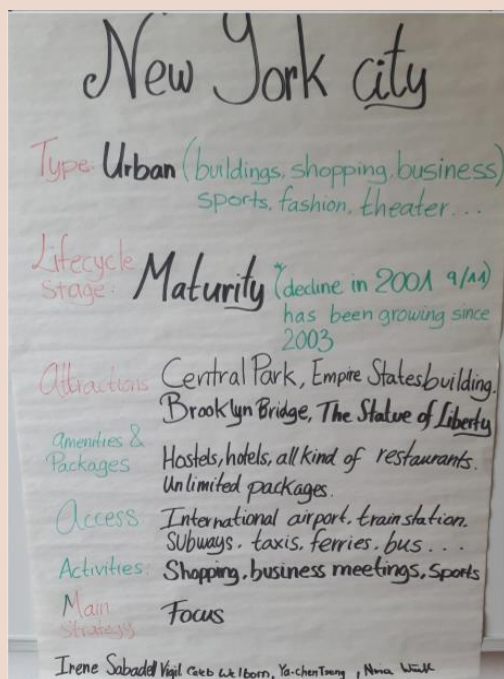 New York city
Type: Urban (buildings, shopping, business)
sports, fashion, theater...
Lifecycle
Stage: Maturity *(decline in 2001 9/11)
has been growing since
2003
Attractions Central Park, Empire Statesbuilding.
Brooklyn Bridge, The Statue of Liberty
amenities &
Packages Hostels, hotels, all kind of restaurants.
Unlimited packages.
Access International airport, train station.
Subways, taxis, ferries, bus...
Activities: Shopping, business meetings, sports
Main
Strategy Focus
Irene Sabadell Vigil, Caleb Welborn, Ya-chen Tseng, Nina